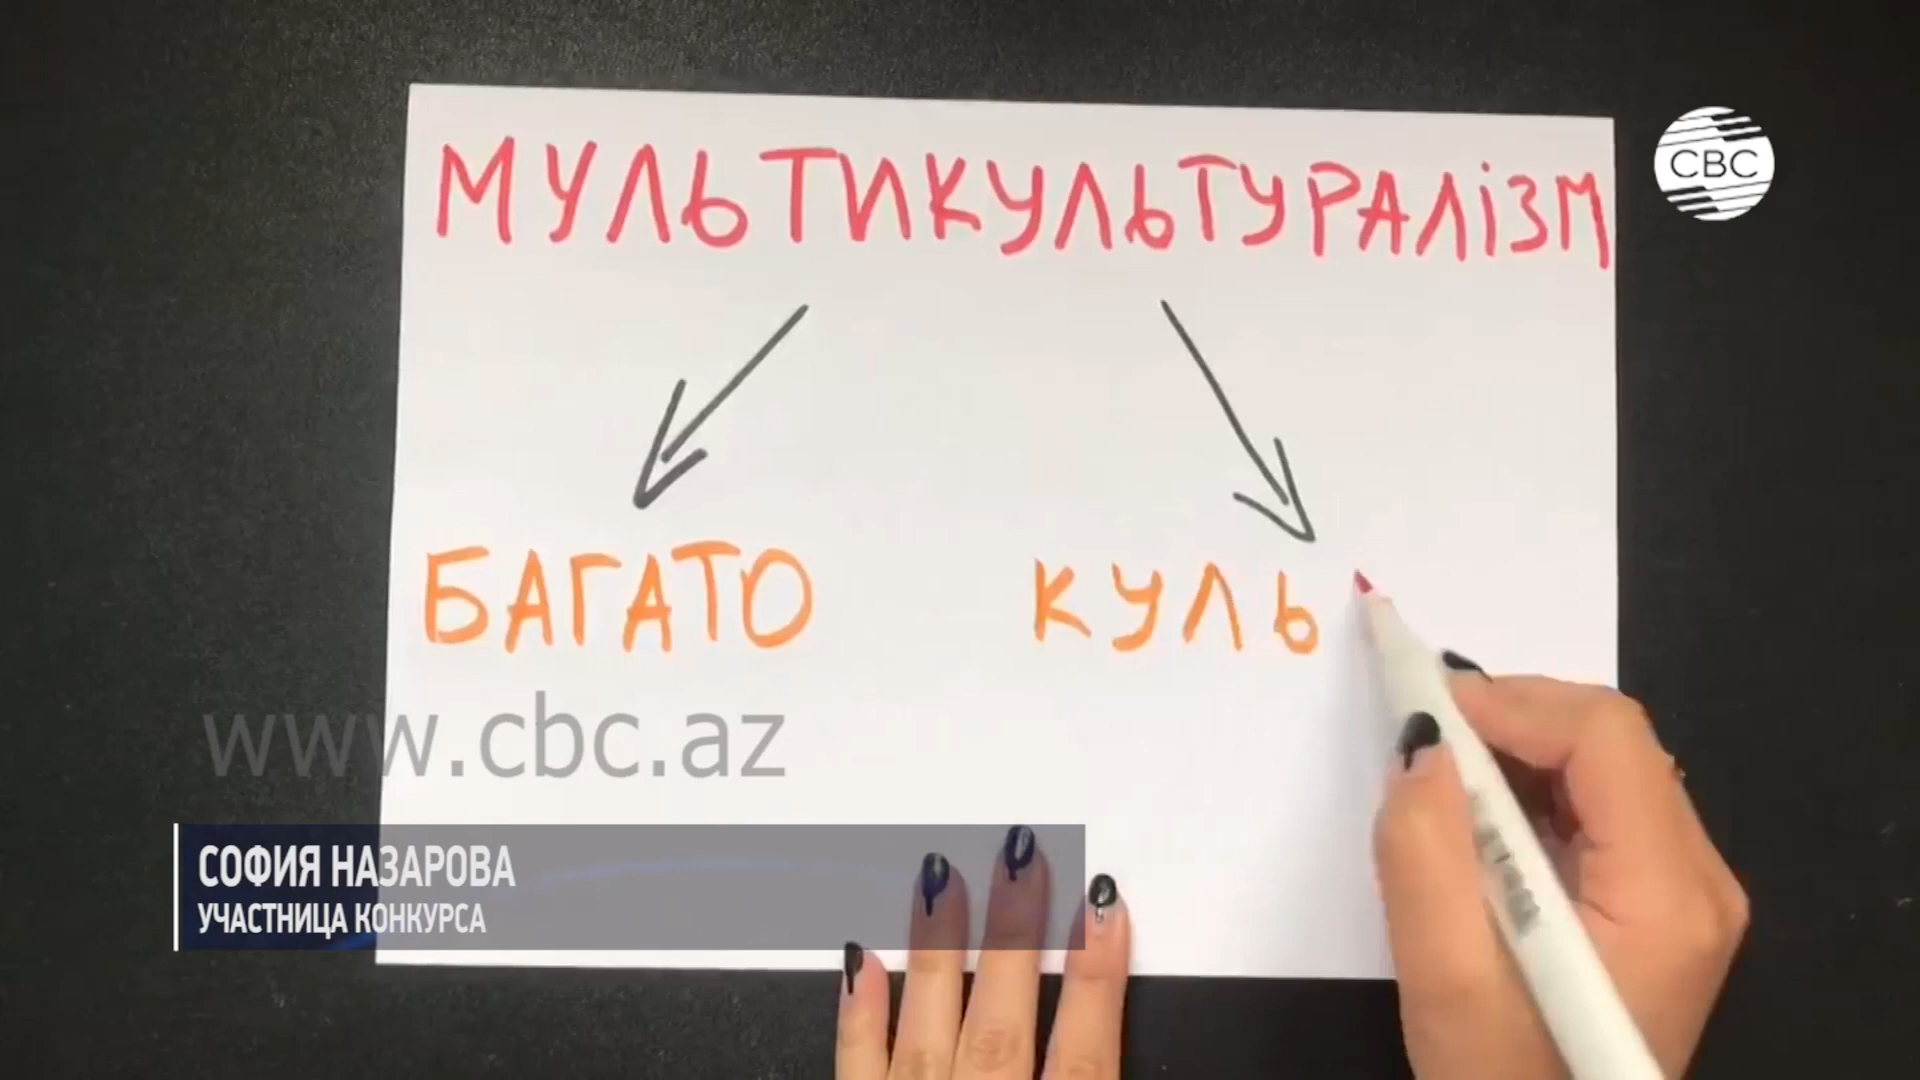 МУЛЬТИКУЛЬТУРАЛІЗМ
CBC
БАГАТО КУЛЬ
www.cbc.az
СОФИЯ НАЗАРОВА
УЧАСТНИЦА КОНКУРСА